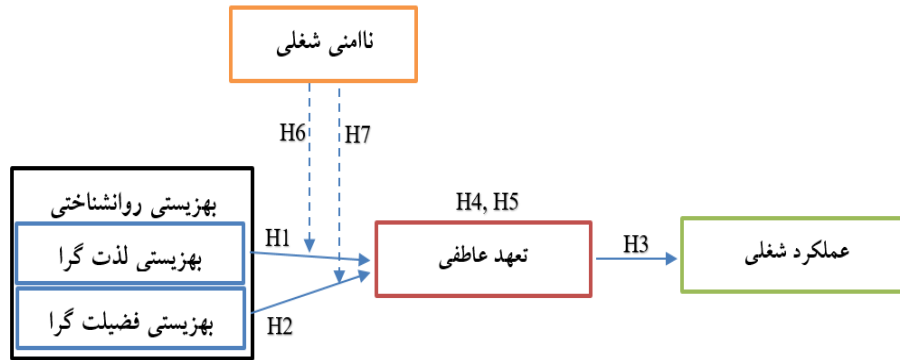 ناامنی شغلی
H6
H7
بهزیستی روانشناختی
H4, H5
H1
بهزیستی لذت گرا
تعهد عاطفی
H3
عملکرد شغلی
بهزیستی فضیلت گرا
H2